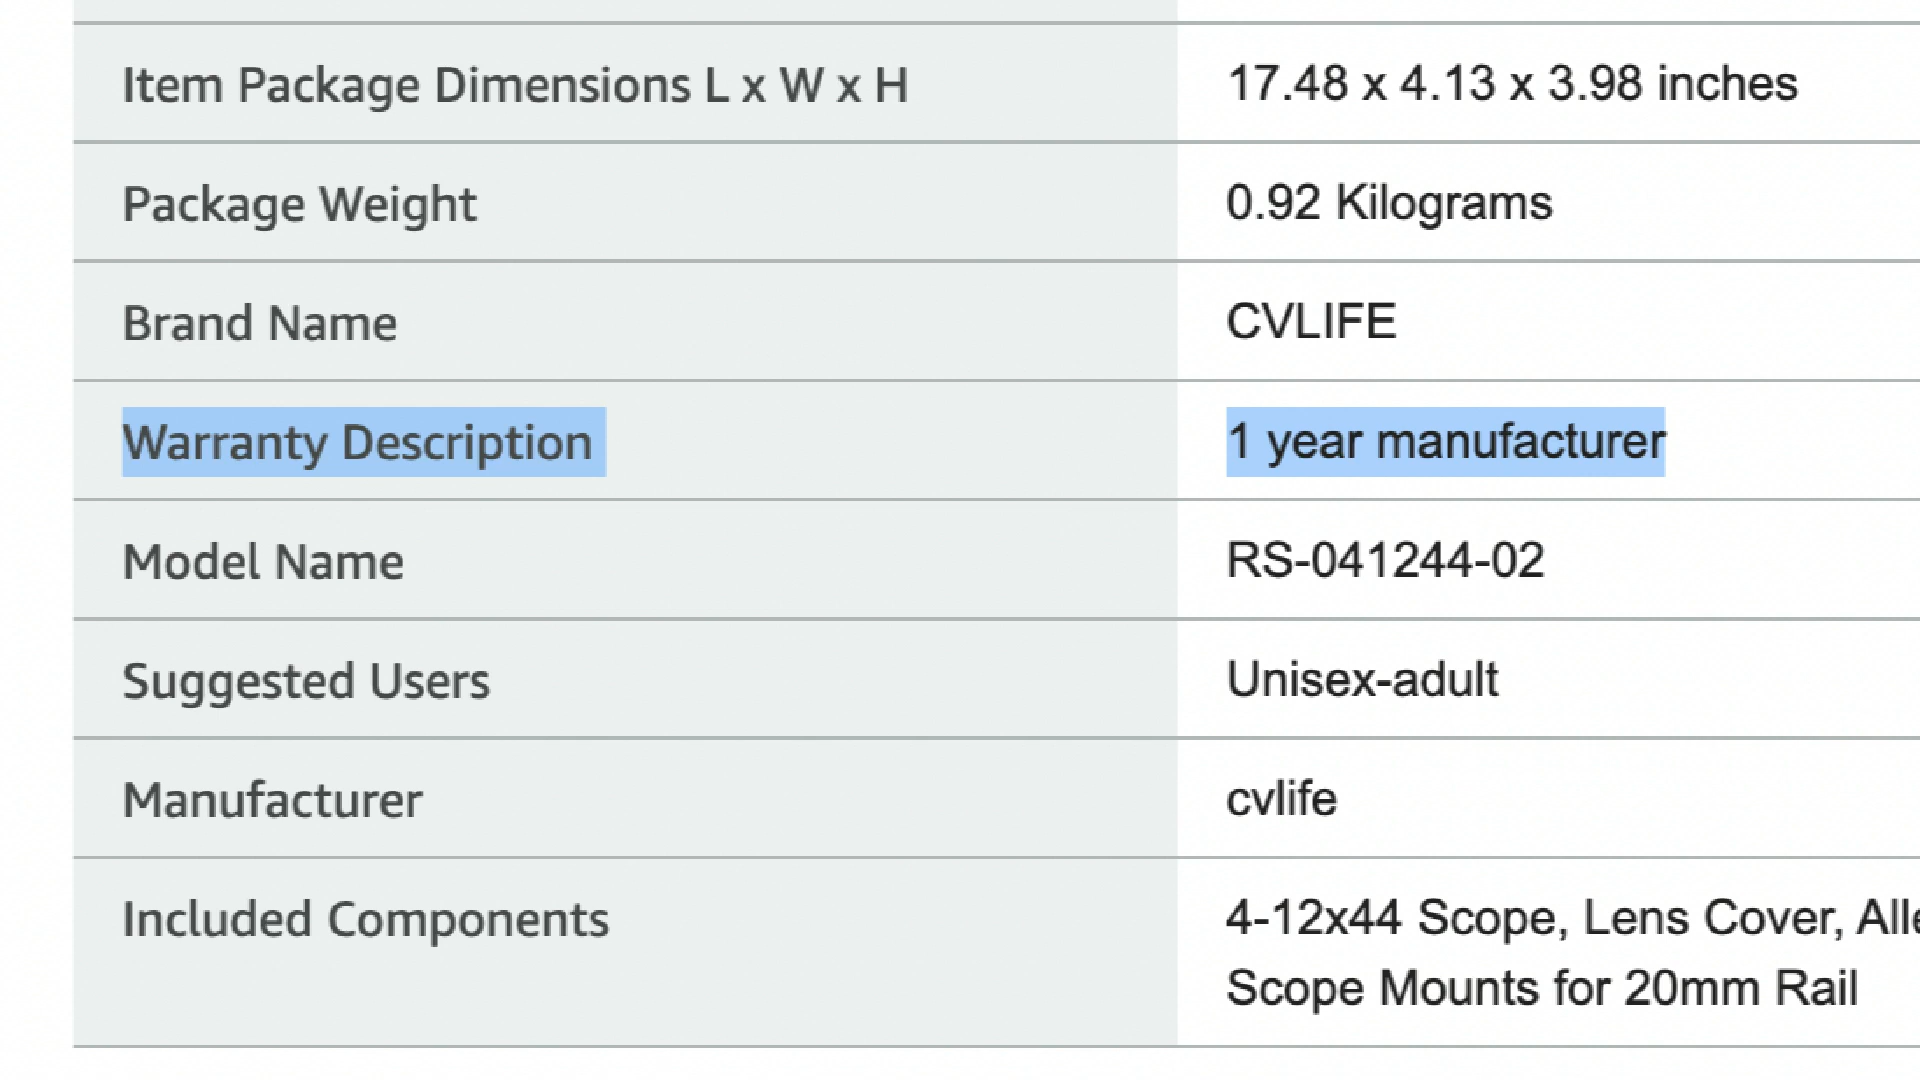 Item Package Dimensions L x W x H 17.48 x 4.13 x 3.98 inches
Package Weight 0.92 Kilograms
Brand Name CVLIFE
Warranty Description 1 year manufacturer
Model Name RS-041244-02
Suggested Users Unisex-adult
Manufacturer cvlife
Included Components 4-12x44 Scope, Lens Cover,
Scope Mounts for 20mm Rail